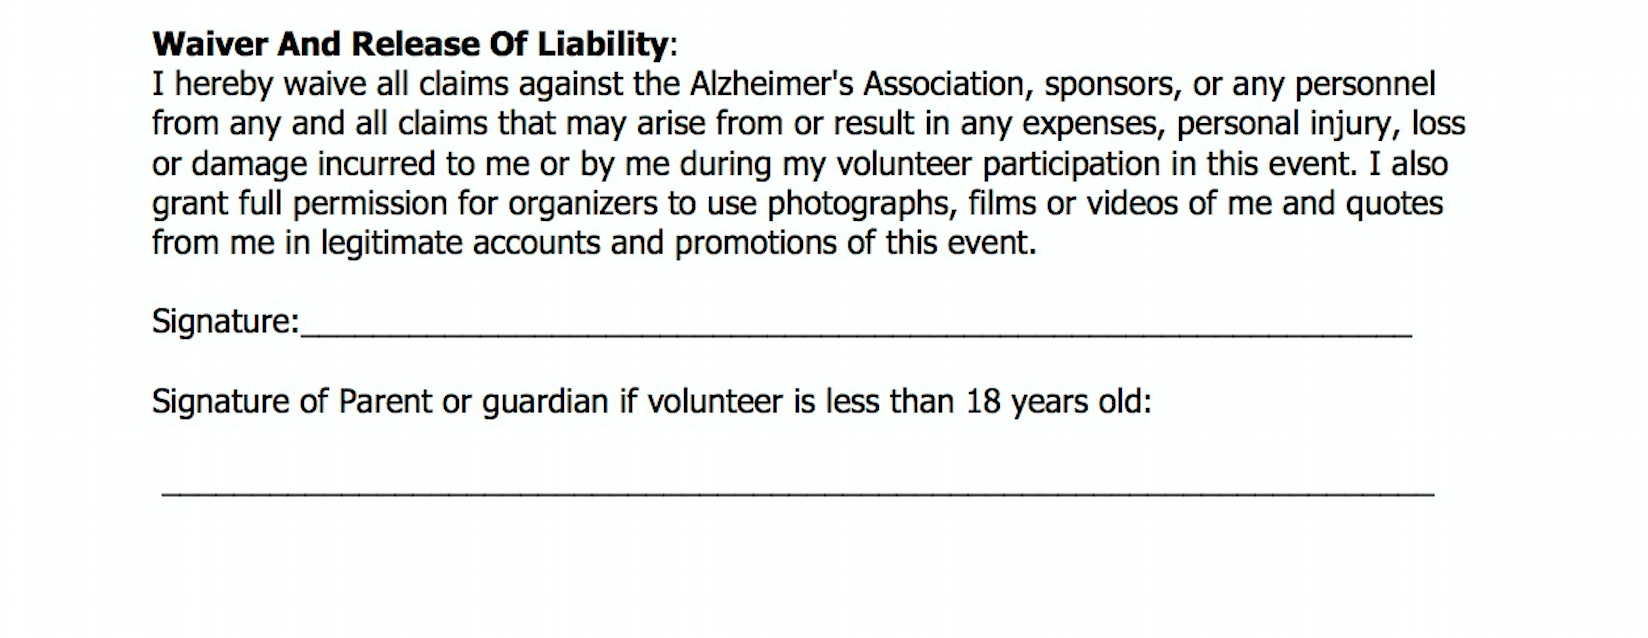 Waiver And Release Of Liability:
I hereby waive all claims against the Alzheimer's Association, sponsors, or any personnel
from any and all claims that may arise from or result in any expenses, personal injury, loss
or damage incurred to me or by me during my volunteer participation in this event. I also
grant full permission for organizers to use photographs, films or videos of me and quotes
from me in legitimate accounts and promotions of this event.
Signature:
Signature of Parent or guardian if volunteer is less than 18 years old: